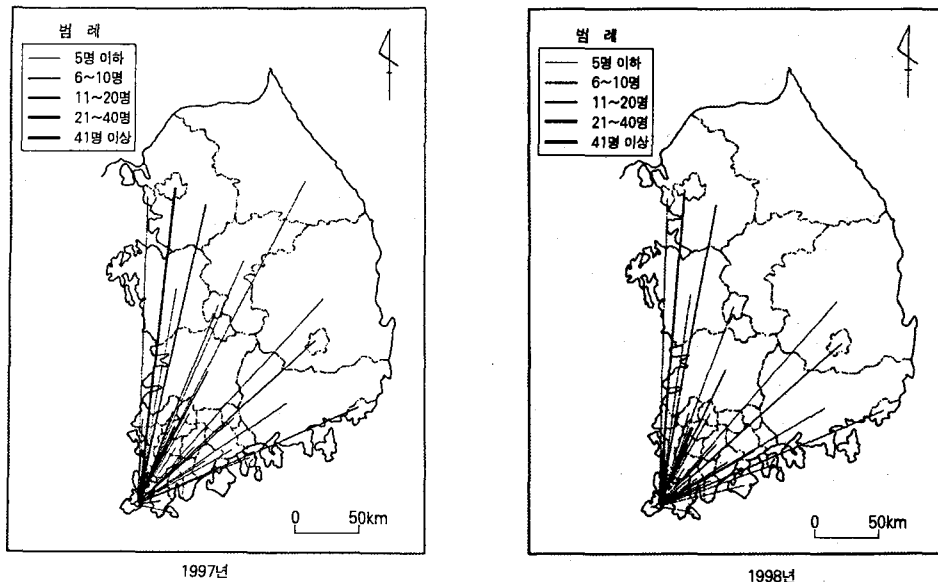 범 례
5명 이하
6~10명
11~20명
21~40명
41명 이상
0 50km
1997년
범 례
5명 이하
6~10명
11~20명
21~40명
41명 이상
0 50km
1998년